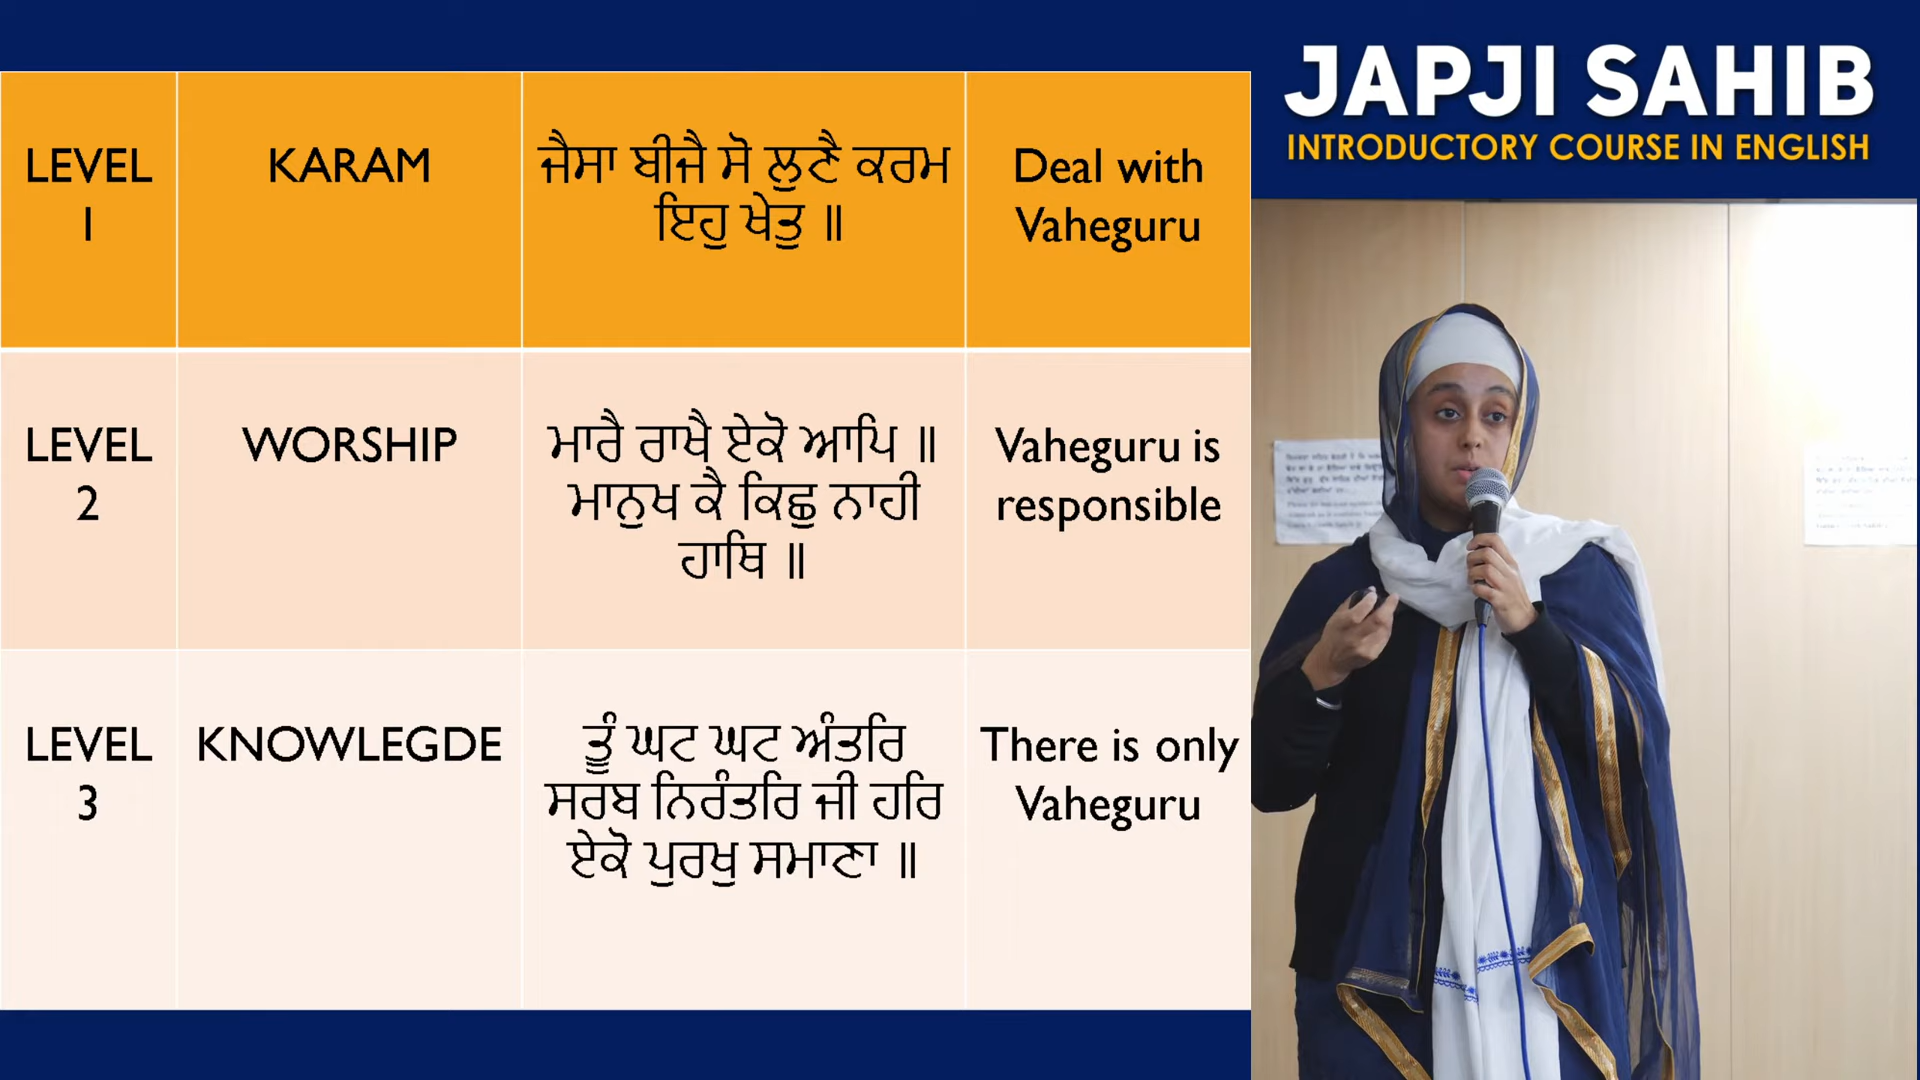 JAPJI SAHIB
INTRODUCTORY COURSE IN ENGLISH
LEVEL
1
KARAM
ਜੈਸਾ ਬੀਜੈ ਸੋ ਲੁਣੈ ਕਰਮ
ਇਹੁ ਖੇਤੁ ॥
Deal with
Vaheguru
LEVEL
2
WORSHIP
ਮਾਰੈ ਰਾਖੈ ਏਕੋ ਆਪਿ ॥
ਮਾਨੁਖ ਕੈ ਕਿਛੁ ਨਾਹੀ
ਹਾਥਿ ॥
Vaheguru is
responsible
LEVEL
3
KNOWLEGDE
ਤੂੰ ਘਟ ਘਟ ਅੰਤਰਿ
ਸਰਬ ਨਿਰੰਤਰਿ ਜੀ ਹਰਿ
ਏਕੋ ਪੁਰਖੁ ਸਮਾਣਾ ॥
There is only
Vaheguru